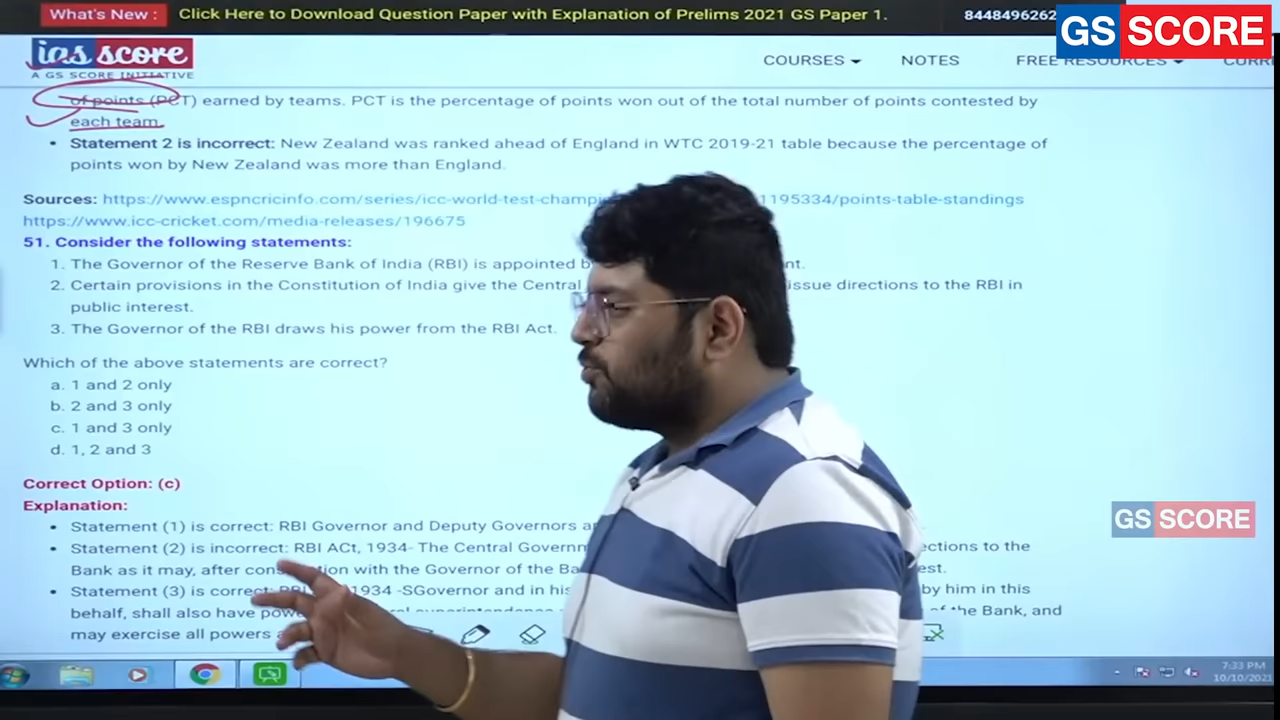 What's New : Click Here to Download Question Paper with Explanation of Prelims 2021 GS Paper 1. 8448496262
GS SCORE
ias score
A GS SCORE INITIATIVE
COURSES NOTES FREE RESOURCES
of points (PCT) earned by teams. PCT is the percentage of points won out of the total number of points contested by
each team.
• Statement 2 is incorrect: New Zealand was ranked ahead of England in WTC 2019-21 table because the percentage of
points won by New Zealand was more than England.
Sources: https://www.espncricinfo.com/series/icc-world-test-champi 1195334/points-table-standings
https://www.icc-cricket.com/media-releases/196675
51. Consider the following statements:
1. The Governor of the Reserve Bank of India (RBI) is appointed b nt.
2. Certain provisions in the Constitution of India give the Central issue directions to the RBI in
public interest.
3. The Governor of the RBI draws his power from the RBI Act.
Which of the above statements are correct?
a. 1 and 2 only
b. 2 and 3 only
c. 1 and 3 only
d. 1, 2 and 3
Correct Option: (c)
Explanation:
• Statement (1) is correct: RBI Governor and Deputy Governors
• Statement (2) is incorrect: RBI ACt, 1934- The Central Governm ections to the
Bank as it may, after with the Governor of the Ba est.
• Statement (3) is correct: 1934 -SGovernor and in his by him in this
behalf, shall also have superintendence of the Bank, and
may exercise all powers
GS SCORE
7:33 PM
10/10/2021